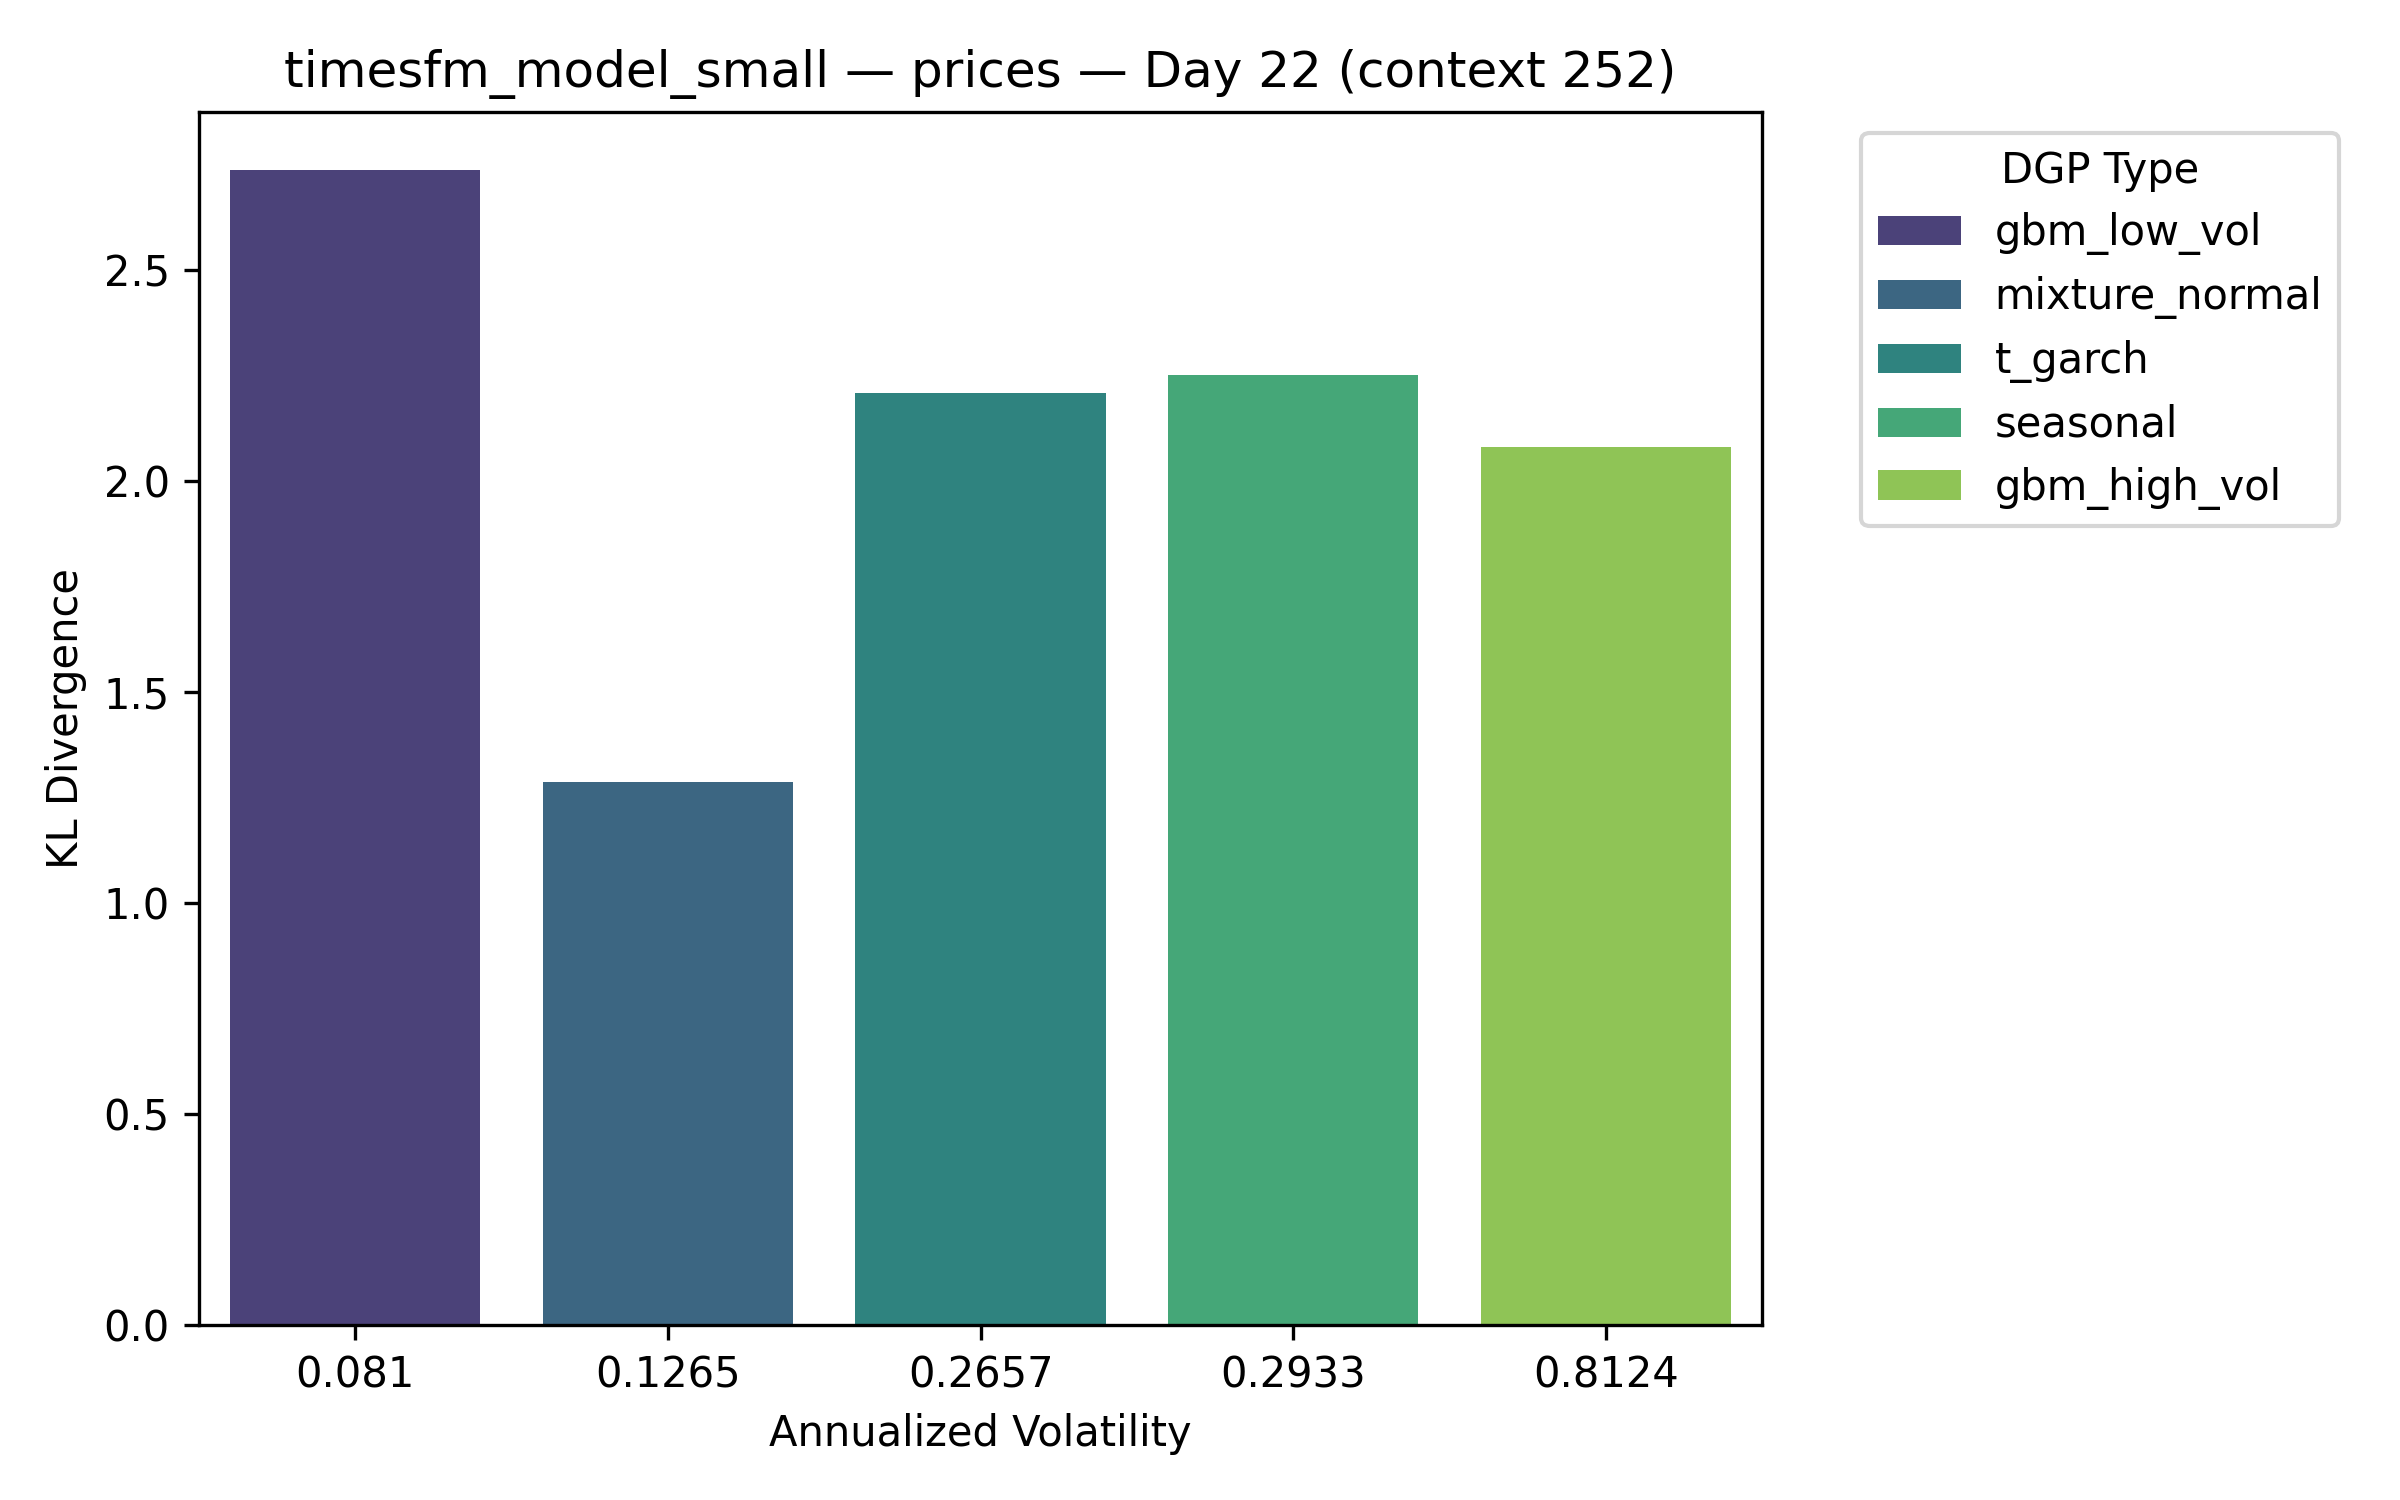 timesfm_model_small — prices — Day 22 (context 252)
DGP Type
gbm_low_vol
mixture_normal
t_garch
seasonal
gbm_high_vol
KL Divergence
2.5
2.0
1.5
1.0
0.5
0.0
0.081 0.1265 0.2657 0.2933 0.8124
Annualized Volatility